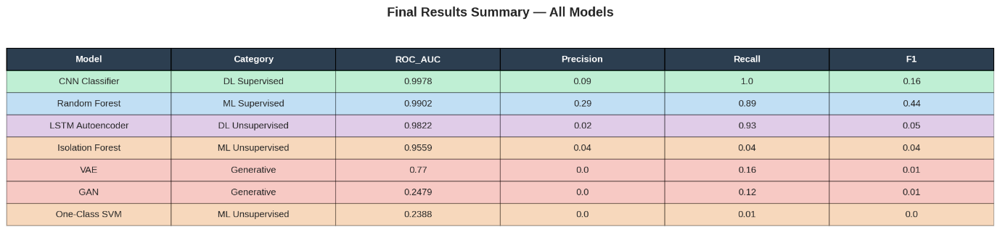 Final Results Summary — All Models
Model Category ROC_AUC Precision Recall F1
CNN Classifier DL Supervised 0.9978 0.09 1.0 0.16
Random Forest ML Supervised 0.9902 0.29 0.89 0.44
LSTM Autoencoder DL Unsupervised 0.9822 0.02 0.93 0.05
Isolation Forest ML Unsupervised 0.9559 0.04 0.04 0.04
VAE Generative 0.77 0.0 0.16 0.01
GAN Generative 0.2479 0.0 0.12 0.01
One-Class SVM ML Unsupervised 0.2388 0.0 0.01 0.0